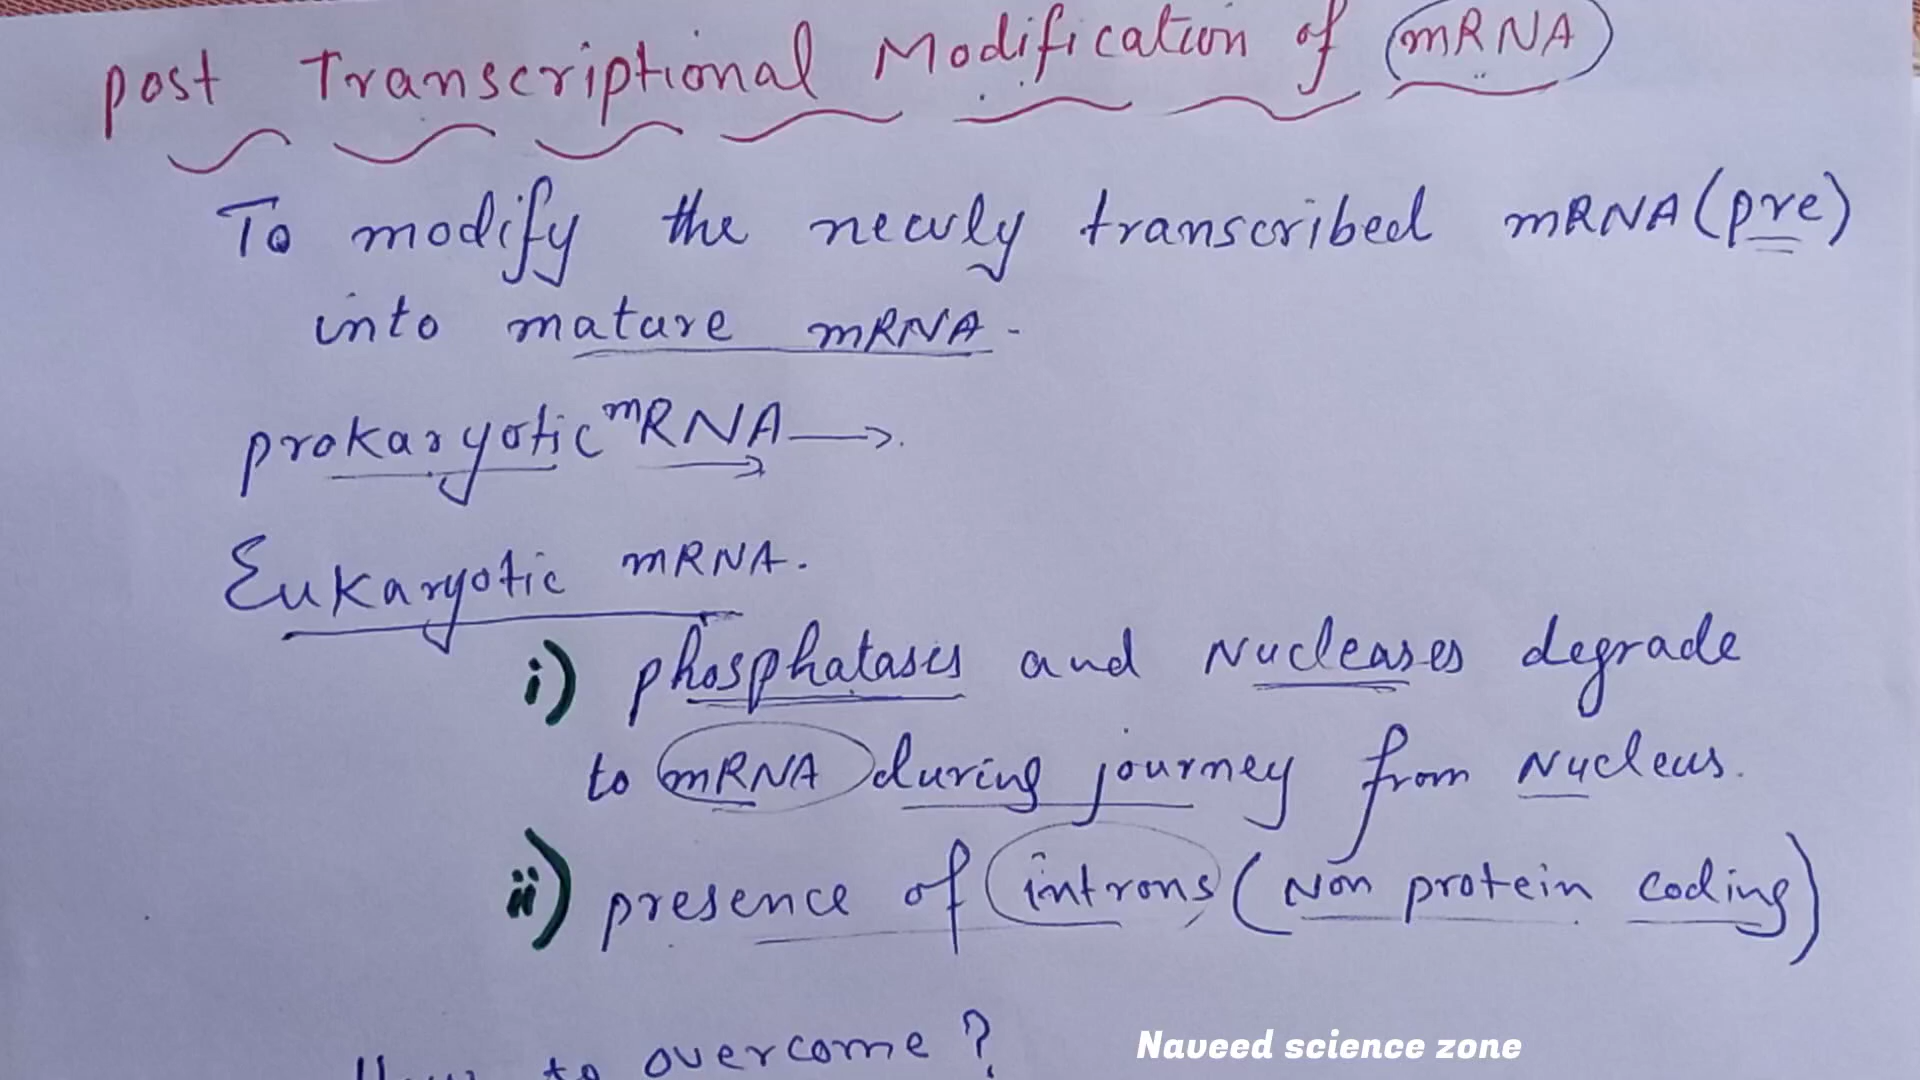 post Transcriptional Modification of mRNA
To modify the newly transcribed mRNA (pre)
into mature mRNA.
prokaryotic mRNA →
Eukaryotic mRNA.
i) phosphatases and Nucleases degrade
to mRNA during journey from Nucleus.
ii) presence of introns (Non protein coding)
How to overcome?
Naveed science zone